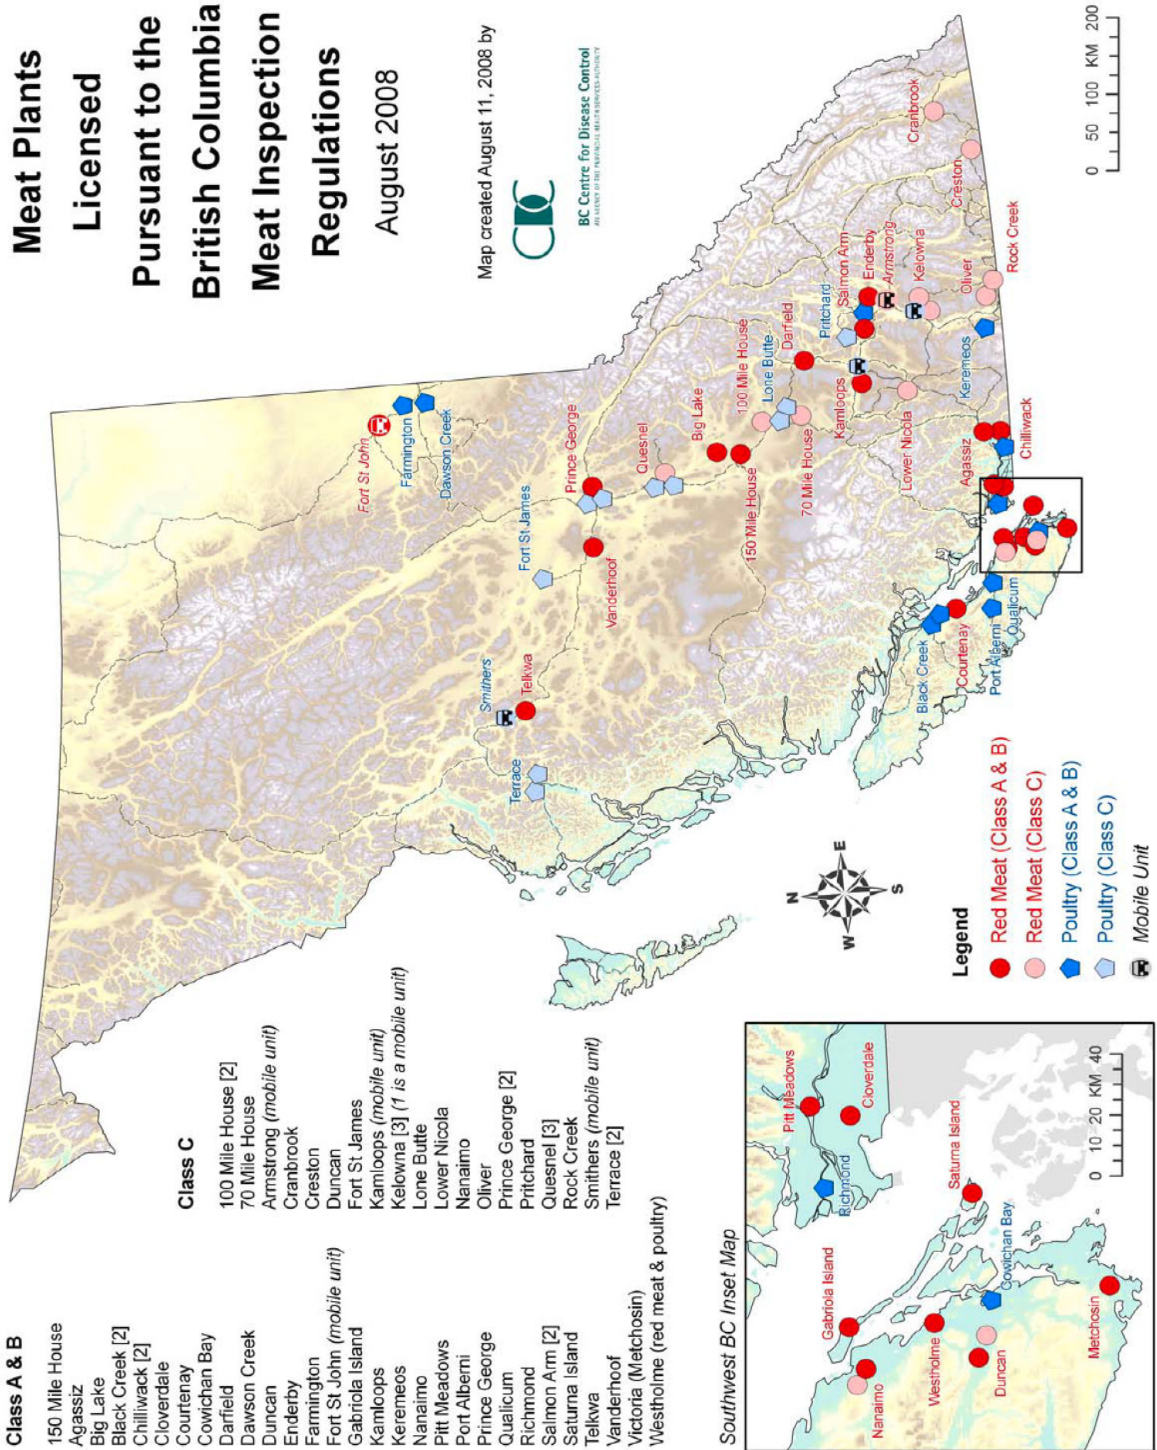 Meat Plants
Licensed
Pursuant to the
British Columbia
Meat Inspection
Regulations
August 2008
Map created August 11, 2008 by
BC Centre for Disease Control
AN AGENCY OF THE PROVINCIAL HEALTH SERVICES AUTHORITY
Class A & B
150 Mile House
Agassiz
Big Lake
Black Creek [2]
Chilliwack [2]
Cloverdale
Courtenay
Cowichan Bay
Darfield
Dawson Creek
Duncan
Enderby
Farmington
Fort St John (mobile unit)
Gabriola Island
Kamloops
Keremeos
Nanaimo
Pitt Meadows
Port Alberni
Prince George
Qualicum
Richmond
Salmon Arm [2]
Saturna Island
Telkwa
Vanderhoof
Victoria (Metchosin)
Westholme (red meat & poultry)
Class C
100 Mile House [2]
70 Mile House
Armstrong (mobile unit)
Cranbrook
Creston
Duncan
Fort St James
Kamloops (mobile unit)
Kelowna [3] (1 is a mobile unit)
Lone Butte
Lower Nicola
Nanaimo
Oliver
Prince George [2]
Pritchard
Quesnel [3]
Rock Creek
Smithers (mobile unit)
Terrace [2]
Fort St John
Farmington
Dawson Creek
Fort St James
Prince George
Quesnel
Vanderhoof
Smithers
Telkwa
Terrace
Big Lake
150 Mile House
100 Mile House
Lone Butte
70 Mile House
Darfield
Pritchard
Salmon Arm
Enderby
Armstrong
Kelowna
Kamloops
Lower Nicola
Oliver
Keremeos
Rock Creek
Creston
Cranbrook
Agassiz
Chilliwack
Black Creek
Courtenay
Port Alberni
Qualicum
0 50 100 KM 200
N
W
E
S
Legend
Red Meat (Class A & B)
Red Meat (Class C)
Poultry (Class A & B)
Poultry (Class C)
Mobile Unit
Southwest BC Inset Map
Pitt Meadows
Cloverdale
Richmond
Saturna Island
Gabriola Island
Nanaimo
Westholme
Cowichan Bay
Duncan
Metchosin
0 10 20 KM 40